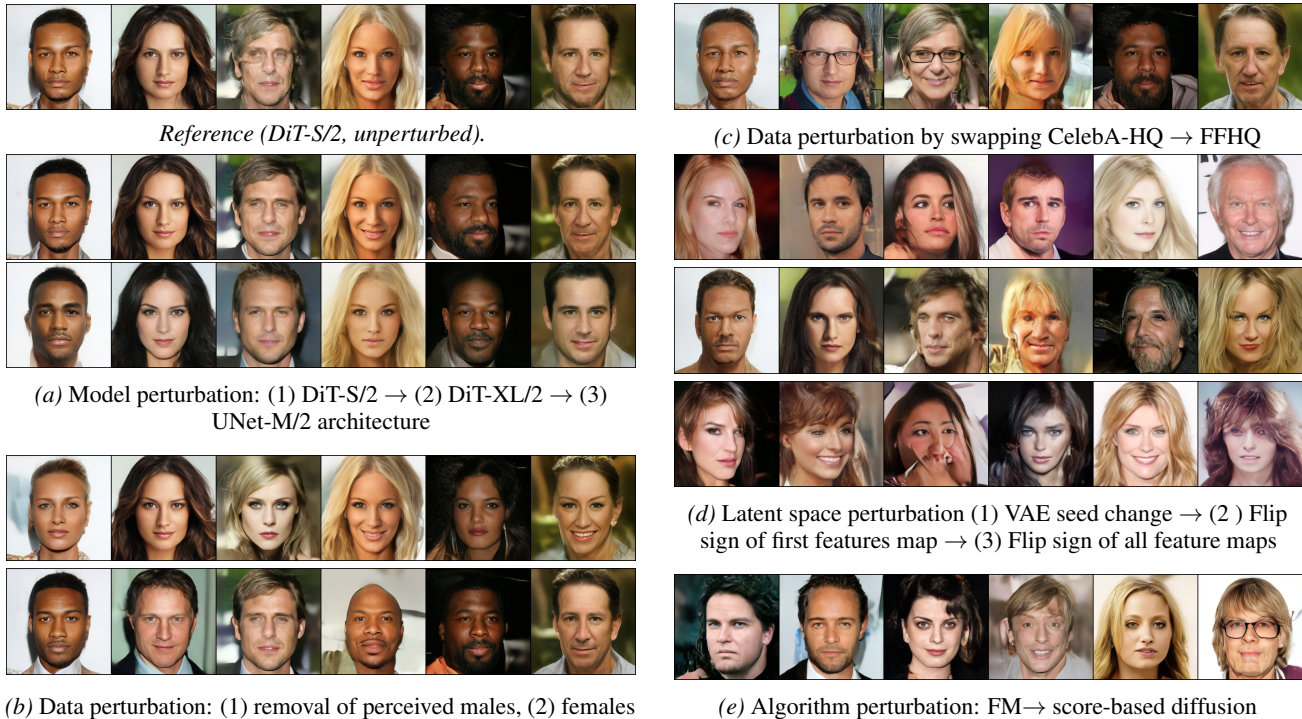 Reference (DiT-S/2, unperturbed).
(a) Model perturbation: (1) DiT-S/2 → (2) DiT-XL/2 → (3)
UNet-M/2 architecture
(b) Data perturbation: (1) removal of perceived males, (2) females
(c) Data perturbation by swapping CelebA-HQ → FFHQ
(d) Latent space perturbation (1) VAE seed change → (2 ) Flip
sign of first features map → (3) Flip sign of all feature maps
(e) Algorithm perturbation: FM→ score-based diffusion